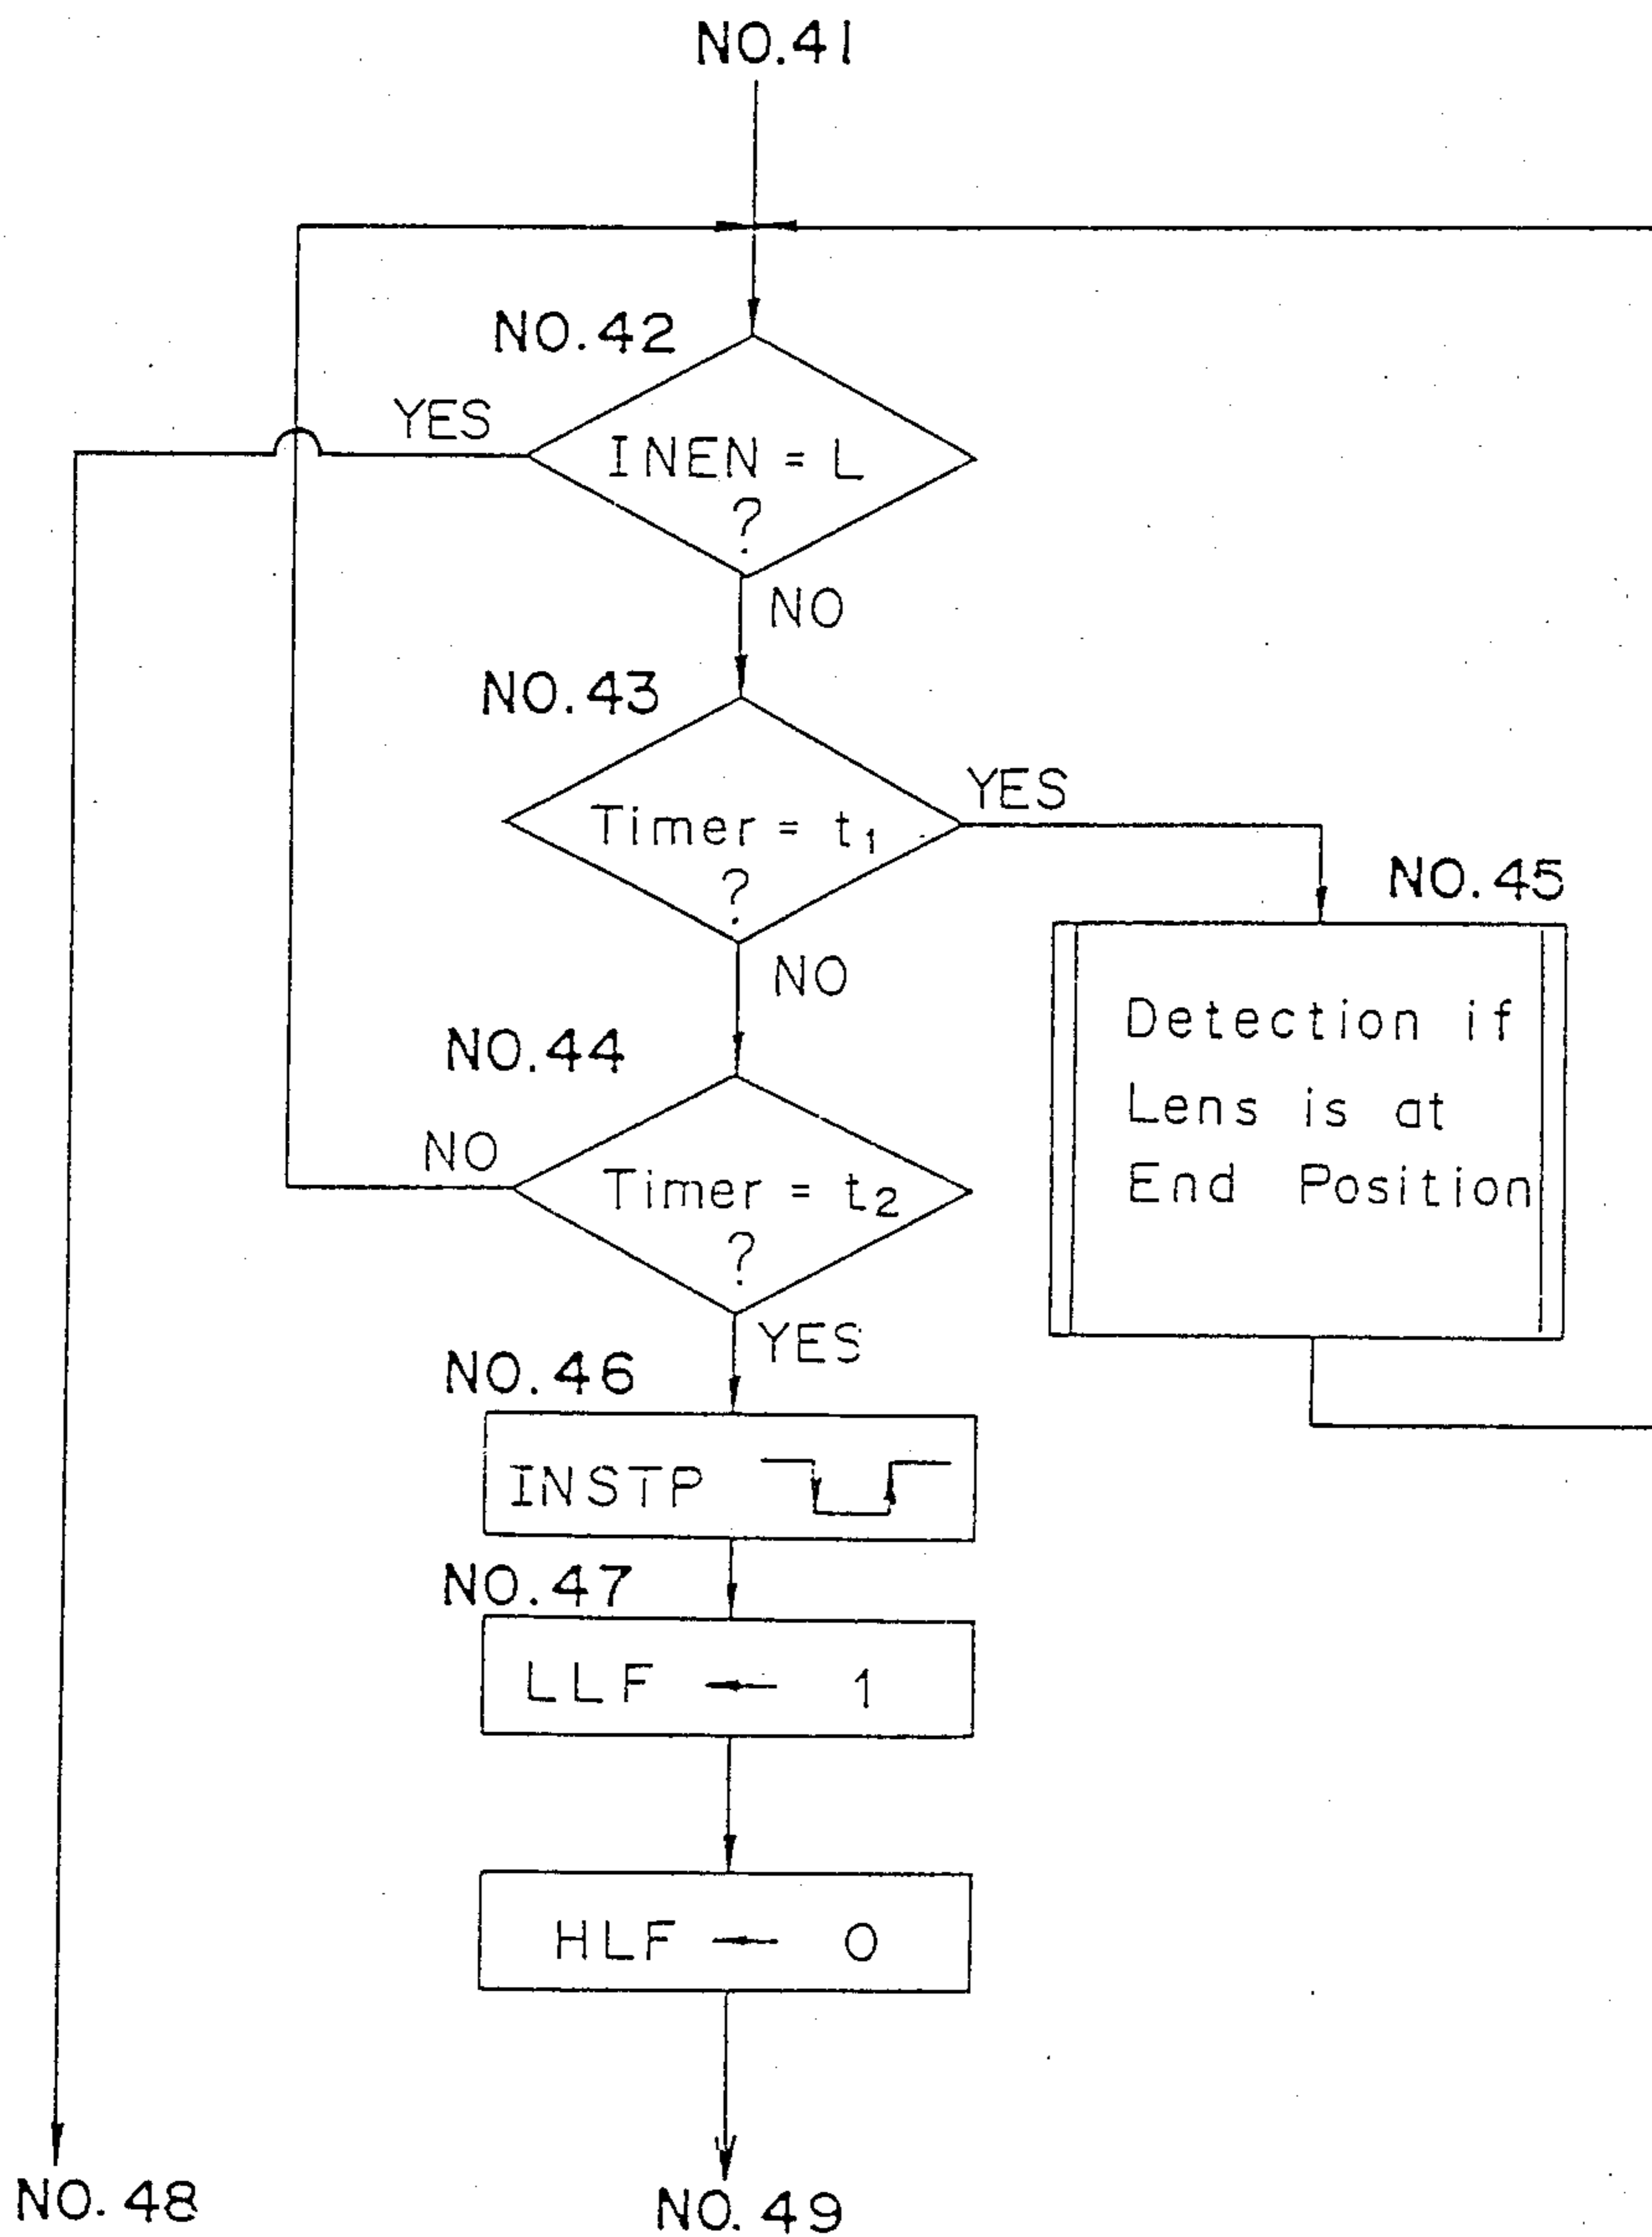 NO.41
NO.42
YES
INEN = L
?
NO
NO.43
YES
Timer = t₁
?
NO
NO.45
Detection if
Lens is at
End Position
NO.44
NO
Timer = t₂
?
YES
NO.46
INSTP
NO.47
LLF ← 1
HLF ← 0
NO.48
NO.49